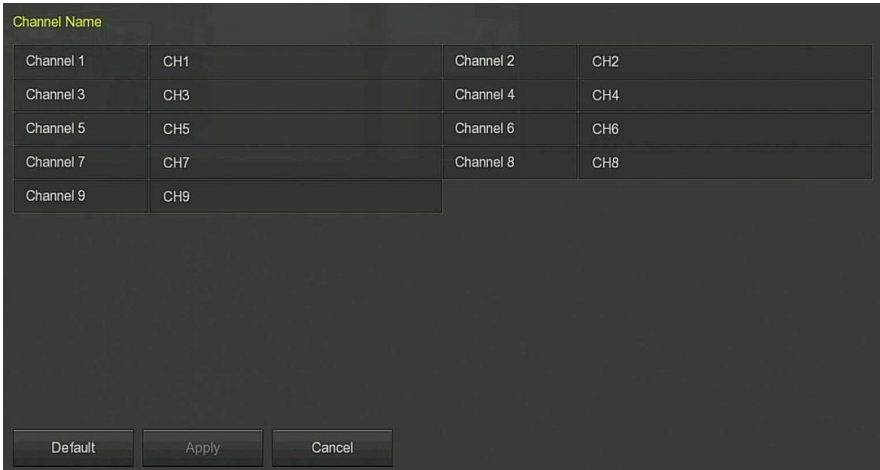 Channel Name
Channel 1 CH1 Channel 2 CH2
Channel 3 CH3 Channel 4 CH4
Channel 5 CH5 Channel 6 CH6
Channel 7 CH7 Channel 8 CH8
Channel 9 CH9
Default Apply Cancel